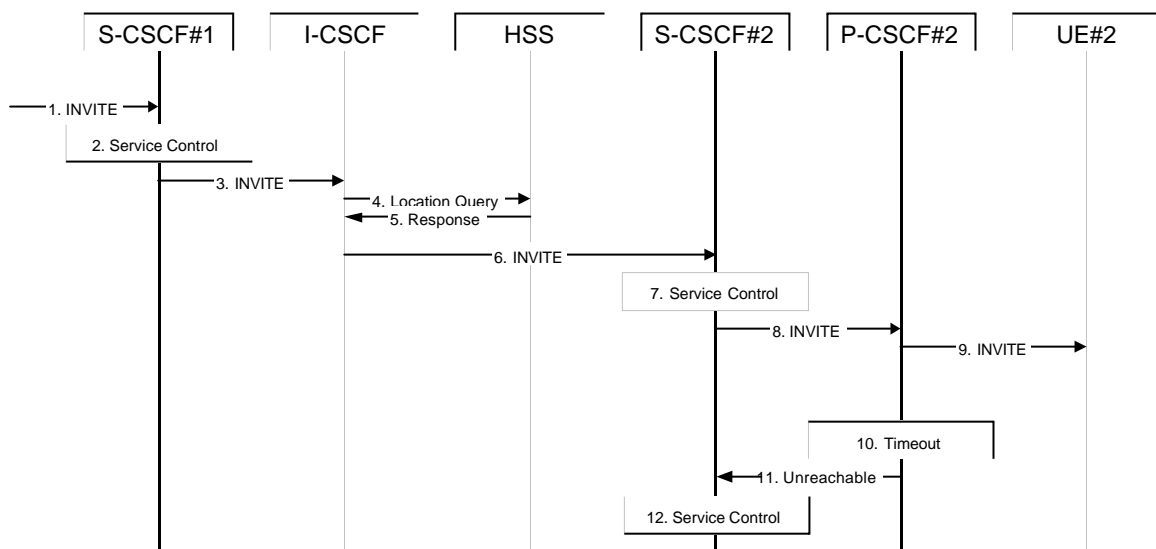 S-CSCF#1
I-CSCF
HSS
S-CSCF#2
P-CSCF#2
UE#2
1. INVITE
2. Service Control
3. INVITE
4. Location Query
5. Response
6. INVITE
7. Service Control
8. INVITE
9. INVITE
10. Timeout
11. Unreachable
12. Service Control